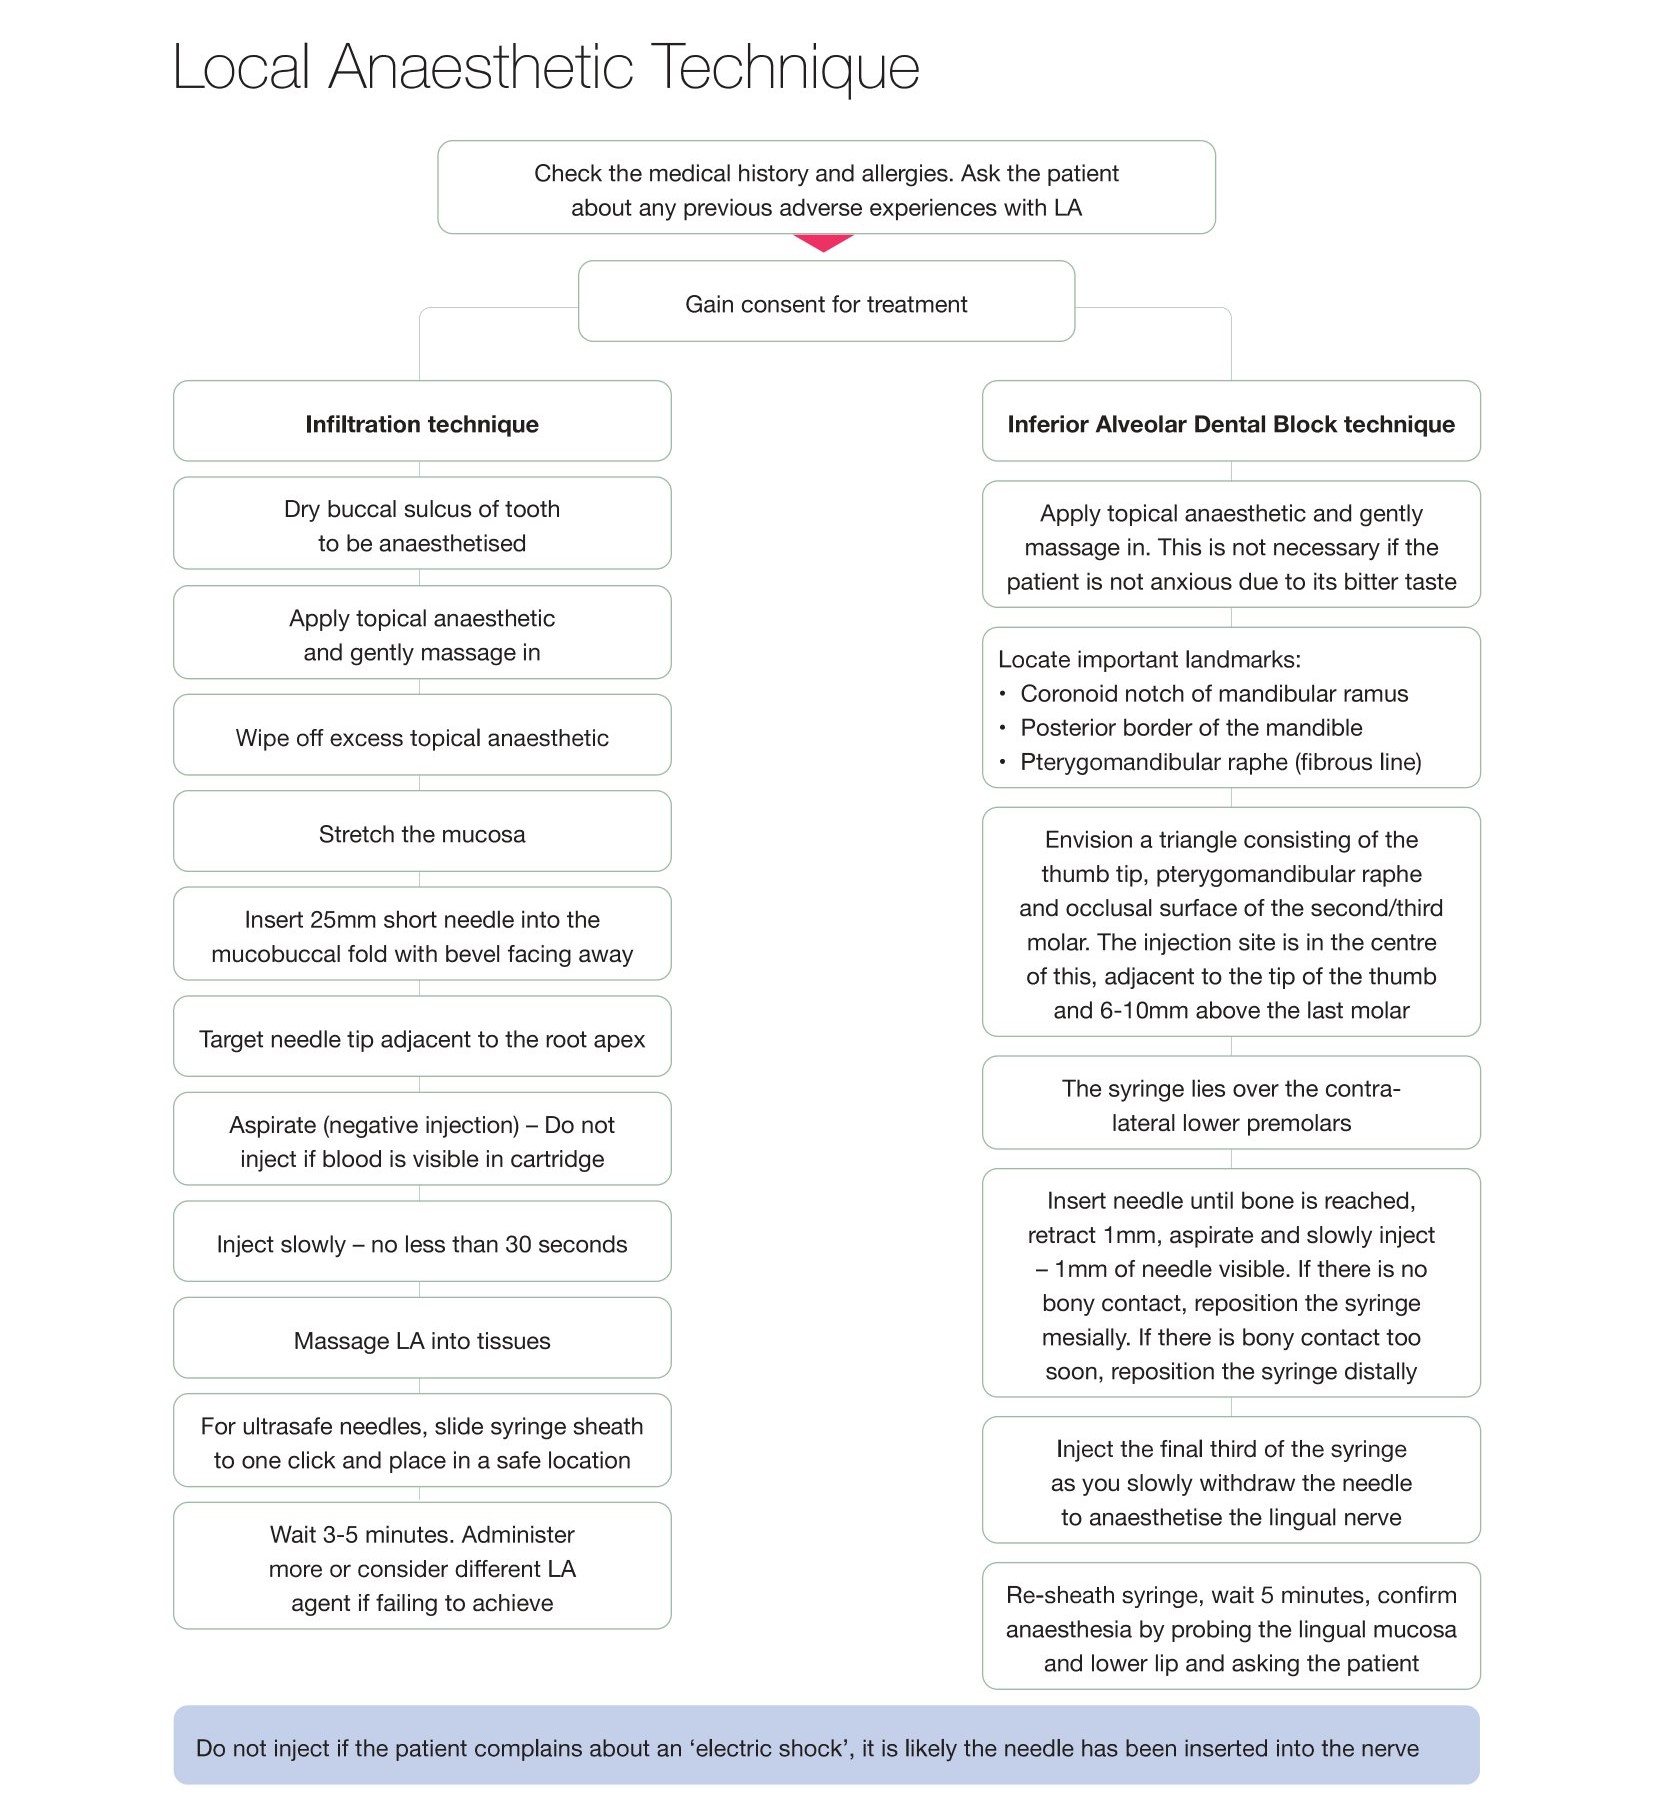 Local Anaesthetic Technique
Check the medical history and allergies. Ask the patient
about any previous adverse experiences with LA
Gain consent for treatment
Infiltration technique
Dry buccal sulcus of tooth
to be anaesthetised
Apply topical anaesthetic
and gently massage in
Wipe off excess topical anaesthetic
Stretch the mucosa
Insert 25mm short needle into the
mucobuccal fold with bevel facing away
Target needle tip adjacent to the root apex
Aspirate (negative injection) – Do not
inject if blood is visible in cartridge
Inject slowly – no less than 30 seconds
Massage LA into tissues
For ultrasafe needles, slide syringe sheath
to one click and place in a safe location
Wait 3-5 minutes. Administer
more or consider different LA
agent if failing to achieve
Inferior Alveolar Dental Block technique
Apply topical anaesthetic and gently
massage in. This is not necessary if the
patient is not anxious due to its bitter taste
Locate important landmarks:
• Coronoid notch of mandibular ramus
• Posterior border of the mandible
• Pterygomandibular raphe (fibrous line)
Envision a triangle consisting of the
thumb tip, pterygomandibular raphe
and occlusal surface of the second/third
molar. The injection site is in the centre
of this, adjacent to the tip of the thumb
and 6-10mm above the last molar
The syringe lies over the contra-
lateral lower premolars
Insert needle until bone is reached,
retract 1mm, aspirate and slowly inject
– 1mm of needle visible. If there is no
bony contact, reposition the syringe
mesially. If there is bony contact too
soon, reposition the syringe distally
Inject the final third of the syringe
as you slowly withdraw the needle
to anaesthetise the lingual nerve
Re-sheath syringe, wait 5 minutes, confirm
anaesthesia by probing the lingual mucosa
and lower lip and asking the patient
Do not inject if the patient complains about an ‘electric shock’, it is likely the needle has been inserted into the nerve